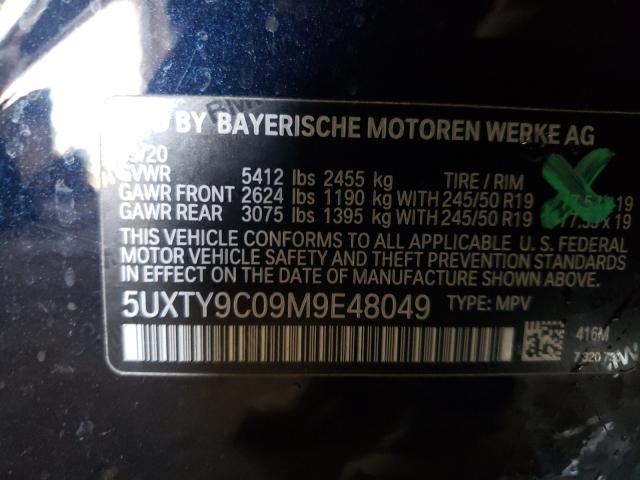 BY BAYERISCHE MOTOREN WERKE AG
/20
GVWR 5412 lbs 2455 kg TIRE / RIM
GAWR FRONT 2624 lbs 1190 kg WITH 245/50 R19
GAWR REAR 3075 lbs 1395 kg WITH 245/50 R19 x 19
THIS VEHICLE CONFORMS TO ALL APPLICABLE U. S. FEDERAL
MOTOR VEHICLE SAFETY AND THEFT PREVENTION STANDARDS
IN EFFECT ON THE DATE OF MANUFACTURE SHOWN ABOVE.
5UXTY9C09M9E48049 TYPE: MPV
416M